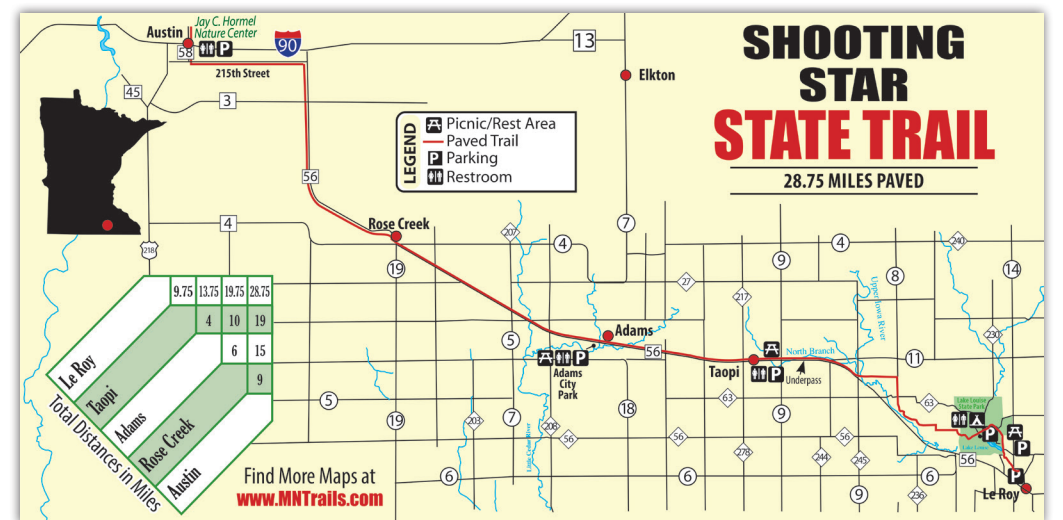 Jay C. Hormel
Nature Center
Austin
58
P
90
13
SHOOTING
STAR
STATE TRAIL
28.75 MILES PAVED
215th Street
Elkton
45
3
LEGEND
Picnic/Rest Area
Paved Trail
P Parking
Restroom
56
218
4
Rose Creek
207
4
7
4
240
19
9
8
14
27
217
Upper Iowa River
9.75 13.75 19.75 28.75
4 10 19
6 15
9
Le Roy
Taopi
Adams
Rose Creek
Austin
Total Distances in Miles
5
Adams
56
230
P
Adams
City
Park
Taopi
P
North Branch
Underpass
11
5
19
7
18
63
9
63
Lake Louise
State Park
P
P
203
208
56
56
56
56
Little Cedar River
278
244
245
6
6
6
9
236
P
Le Roy
Find More Maps at
www.MNTrails.com